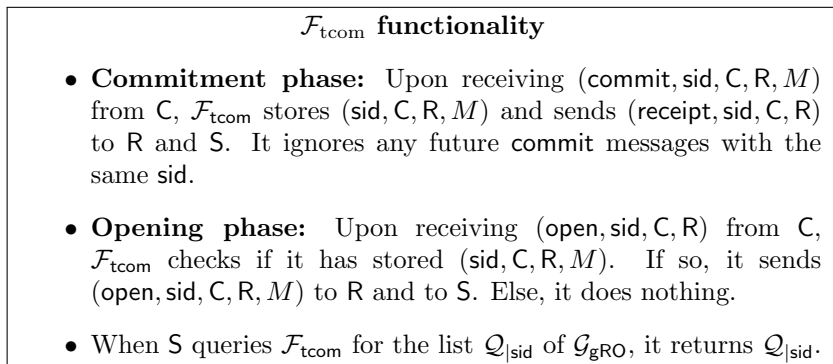 F_tcom functionality
• Commitment phase: Upon receiving (commit, sid, C, R, M)
from C, F_tcom stores (sid, C, R, M) and sends (receipt, sid, C, R)
to R and S. It ignores any future commit messages with the
same sid.
• Opening phase: Upon receiving (open, sid, C, R) from C,
F_tcom checks if it has stored (sid, C, R, M). If so, it sends
(open, sid, C, R, M) to R and to S. Else, it does nothing.
• When S queries F_tcom for the list Q_|sid of G_gRO, it returns Q_|sid.